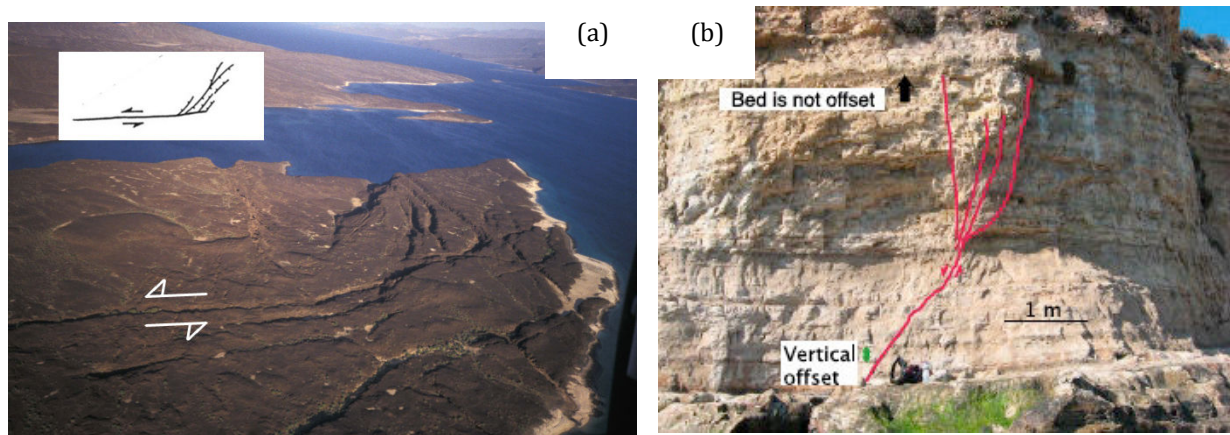 (a)
(b)
Bed is not offset
1 m
Vertical
offset